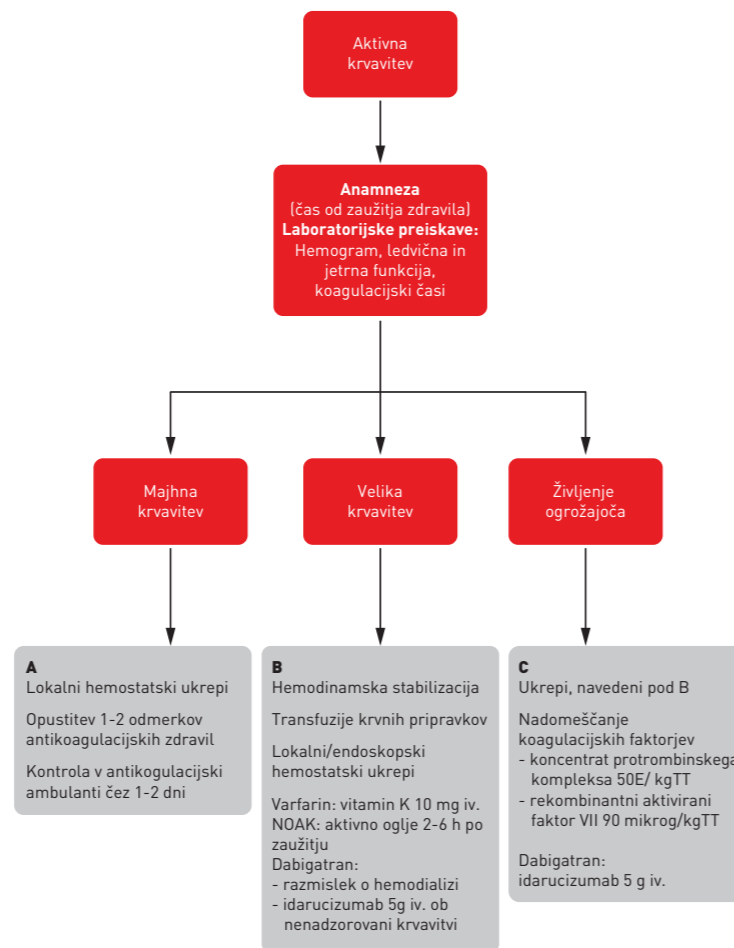 Aktivna
krvavitev
Anamneza
(čas od zaužitja zdravila)
Laboratorijske preiskave:
Hemogram, ledvična in
jetrna funkcija,
koagulacijski časi
Majhna
krvavitev
Velika
krvavitev
Življenje
ogrožajoča
A
Lokalni hemostatski ukrepi
Opustitev 1-2 odmerkov
antikoagulacijskih zdravil
Kontrola v antikogulacijski
ambulanti čez 1-2 dni
B
Hemodinamska stabilizacija
Transfuzije krvnih pripravkov
Lokalni/endoskopski
hemostatski ukrepi
Varfarin: vitamin K 10 mg iv.
NOAK: aktivno oglje 2-6 h po
zaužitju
Dabigatran:
- razmislek o hemodializi
- idarucizumab 5g iv. ob
nenadzorovani krvavitvi
C
Ukrepi, navedeni pod B
Nadomeščanje
koagulacijskih faktorjev
- koncentrat protrombinskega
kompleksa 50E/ kgTT
- rekombinantni aktivirani
faktor VII 90 mikrog/kgTT
Dabigatran:
idarucizumab 5 g iv.